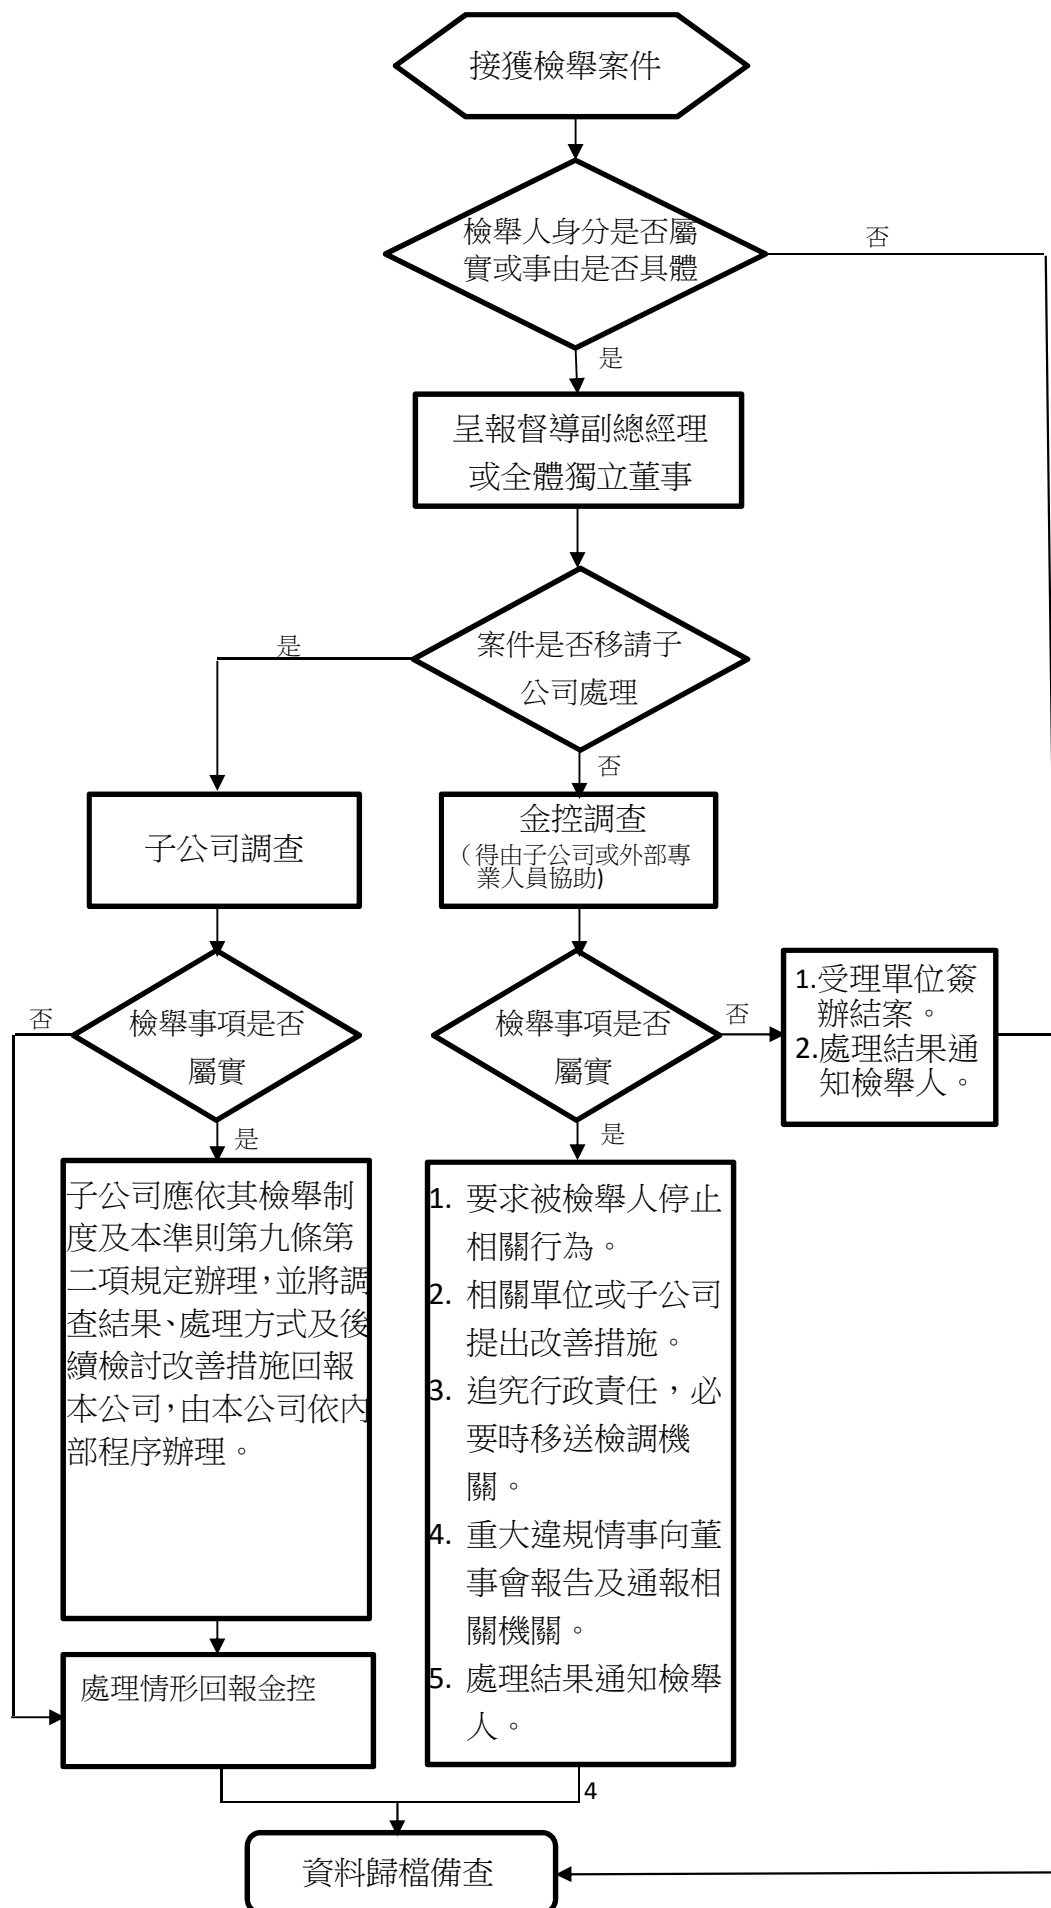 接獲檢舉案件
檢舉人身分是否屬
實或事由是否具體
否
是
呈報督導副總經理
或全體獨立董事
案件是否移請子
公司處理
是
否
子公司調查
金控調查
（得由子公司或外部專
業人員協助)
檢舉事項是否
屬實
否
是
檢舉事項是否
屬實
否
是
1.受理單位簽
辦結案。
2.處理結果通
知檢舉人。
子公司應依其檢舉制
度及本準則第九條第
二項規定辦理，並將調
查結果、處理方式及後
續檢討改善措施回報
本公司，由本公司依內
部程序辦理。
1. 要求被檢舉人停止
相關行為。
2. 相關單位或子公司
提出改善措施。
3. 追究行政責任，必
要時移送檢調機
關。
4. 重大違規情事向董
事會報告及通報相
關機關。
5. 處理結果通知檢舉
人。
處理情形回報金控
4
資料歸檔備查